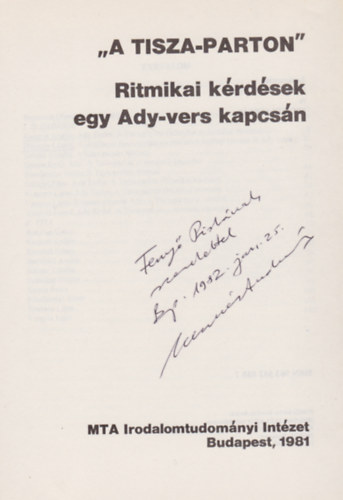 „A TISZA-PARTON"
Ritmikai kérdések
egy Ady-vers kapcsán
Fenyő Pistának,
szeretettel
Bp. 1982. jan. 25.
MTA Irodalomtudományi Intézet
Budapest, 1981